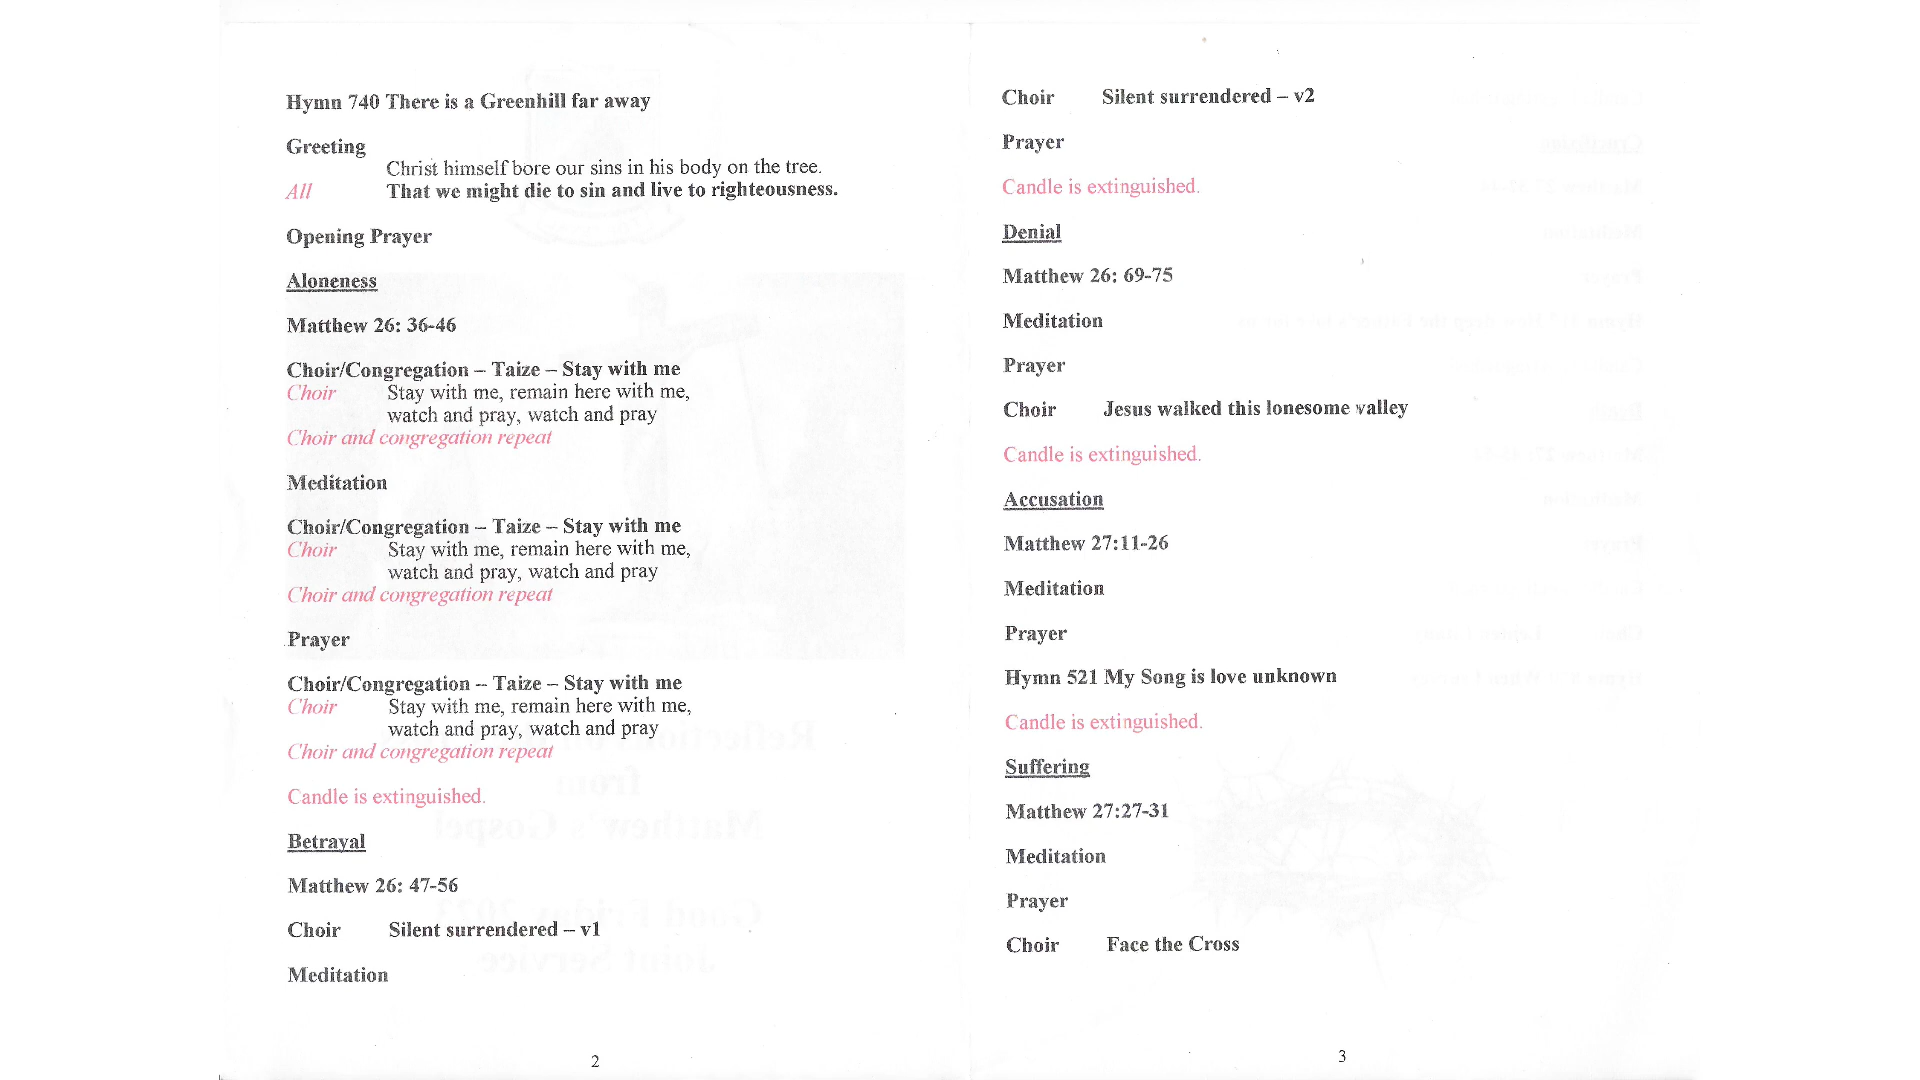 Hymn 740 There is a Greenhill far away
Greeting
Christ himself bore our sins in his body on the tree.
All That we might die to sin and live to righteousness.
Opening Prayer
Aloneness
Matthew 26: 36-46
Choir/Congregation – Taize – Stay with me
Choir Stay with me, remain here with me,
watch and pray, watch and pray
Choir and congregation repeat
Meditation
Choir/Congregation – Taize – Stay with me
Choir Stay with me, remain here with me,
watch and pray, watch and pray
Choir and congregation repeat
Prayer
Choir/Congregation – Taize – Stay with me
Choir Stay with me, remain here with me,
watch and pray, watch and pray
Choir and congregation repeat
Candle is extinguished.
Betrayal
Matthew 26: 47-56
Choir Silent surrendered – v1
Meditation
2
Choir Silent surrendered – v2
Prayer
Candle is extinguished.
Denial
Matthew 26: 69-75
Meditation
Prayer
Choir Jesus walked this lonesome valley
Candle is extinguished.
Accusation
Matthew 27:11-26
Meditation
Prayer
Hymn 521 My Song is love unknown
Candle is extinguished.
Suffering
Matthew 27:27-31
Meditation
Prayer
Choir Face the Cross
3